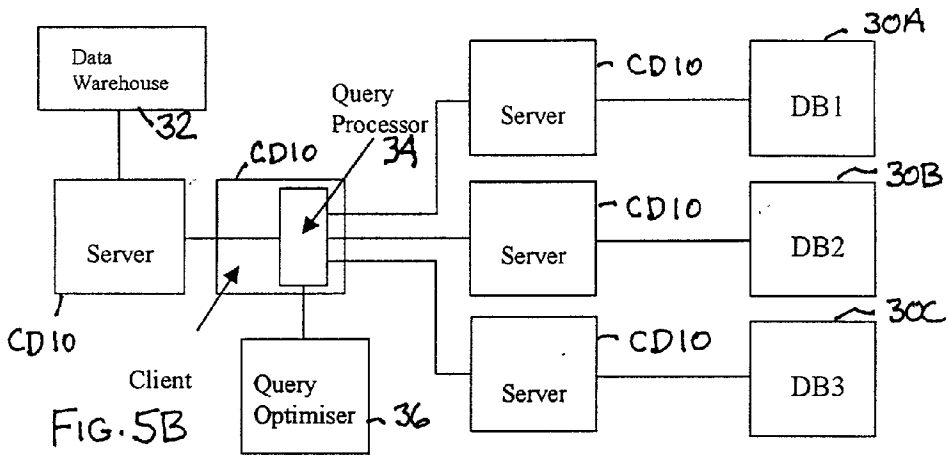 30A
Data
Warehouse
32
Query
Processor
34
CD10
Server
CD10
DB1
30B
CD10
Server
CD10
Server
DB2
CD10
Client
30C
Query
Optimiser
36
CD10
Server
DB3
FIG. 5B